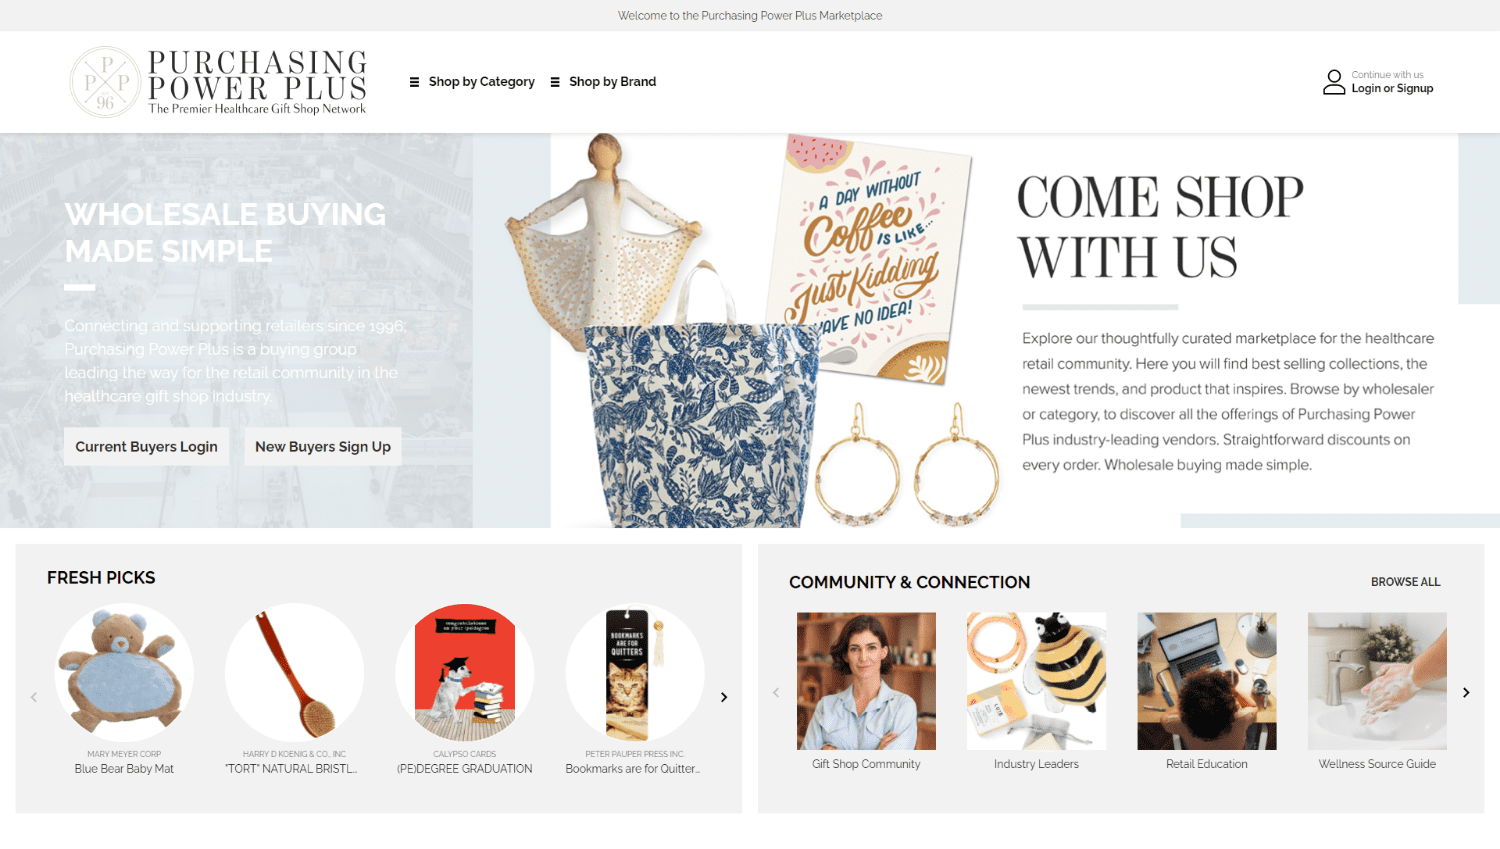 Welcome to the Purchasing Power Plus Marketplace
PPP
96
PURCHASING
POWER PLUS
The Premier Healthcare Gift Shop Network
Shop by Category
Shop by Brand
Continue with us
Login or Signup
WHOLESALE BUYING
MADE SIMPLE
Connecting and supporting retailers since 1996;
Purchasing Power Plus is a buying group
leading the way for the retail community in the
healthcare gift shop industry.
Current Buyers Login
New Buyers Sign Up
A DAY WITHOUT
Coffee
IS LIKE...
Just Kidding
HAVE NO IDEA!
COME SHOP
WITH US
Explore our thoughtfully curated marketplace for the healthcare
retail community. Here you will find best selling collections, the
newest trends, and product that inspires. Browse by wholesaler
or category, to discover all the offerings of Purchasing Power
Plus industry-leading vendors. Straightforward discounts on
every order. Wholesale buying made simple.
FRESH PICKS
congratulations
on your (pe)degree
BOOKMARKS
ARE FOR
QUITTERS
MARY MEYER CORP
Blue Bear Baby Mat
HARRY D KOENIG & CO., INC
"TORT" NATURAL BRISTL...
CALYPSO CARDS
(PE)DEGREE GRADUATION
PETER PAUPER PRESS INC.
Bookmarks are for Quitter...
COMMUNITY & CONNECTION
BROWSE ALL
Gift Shop Community
Industry Leaders
Retail Education
Wellness Source Guide